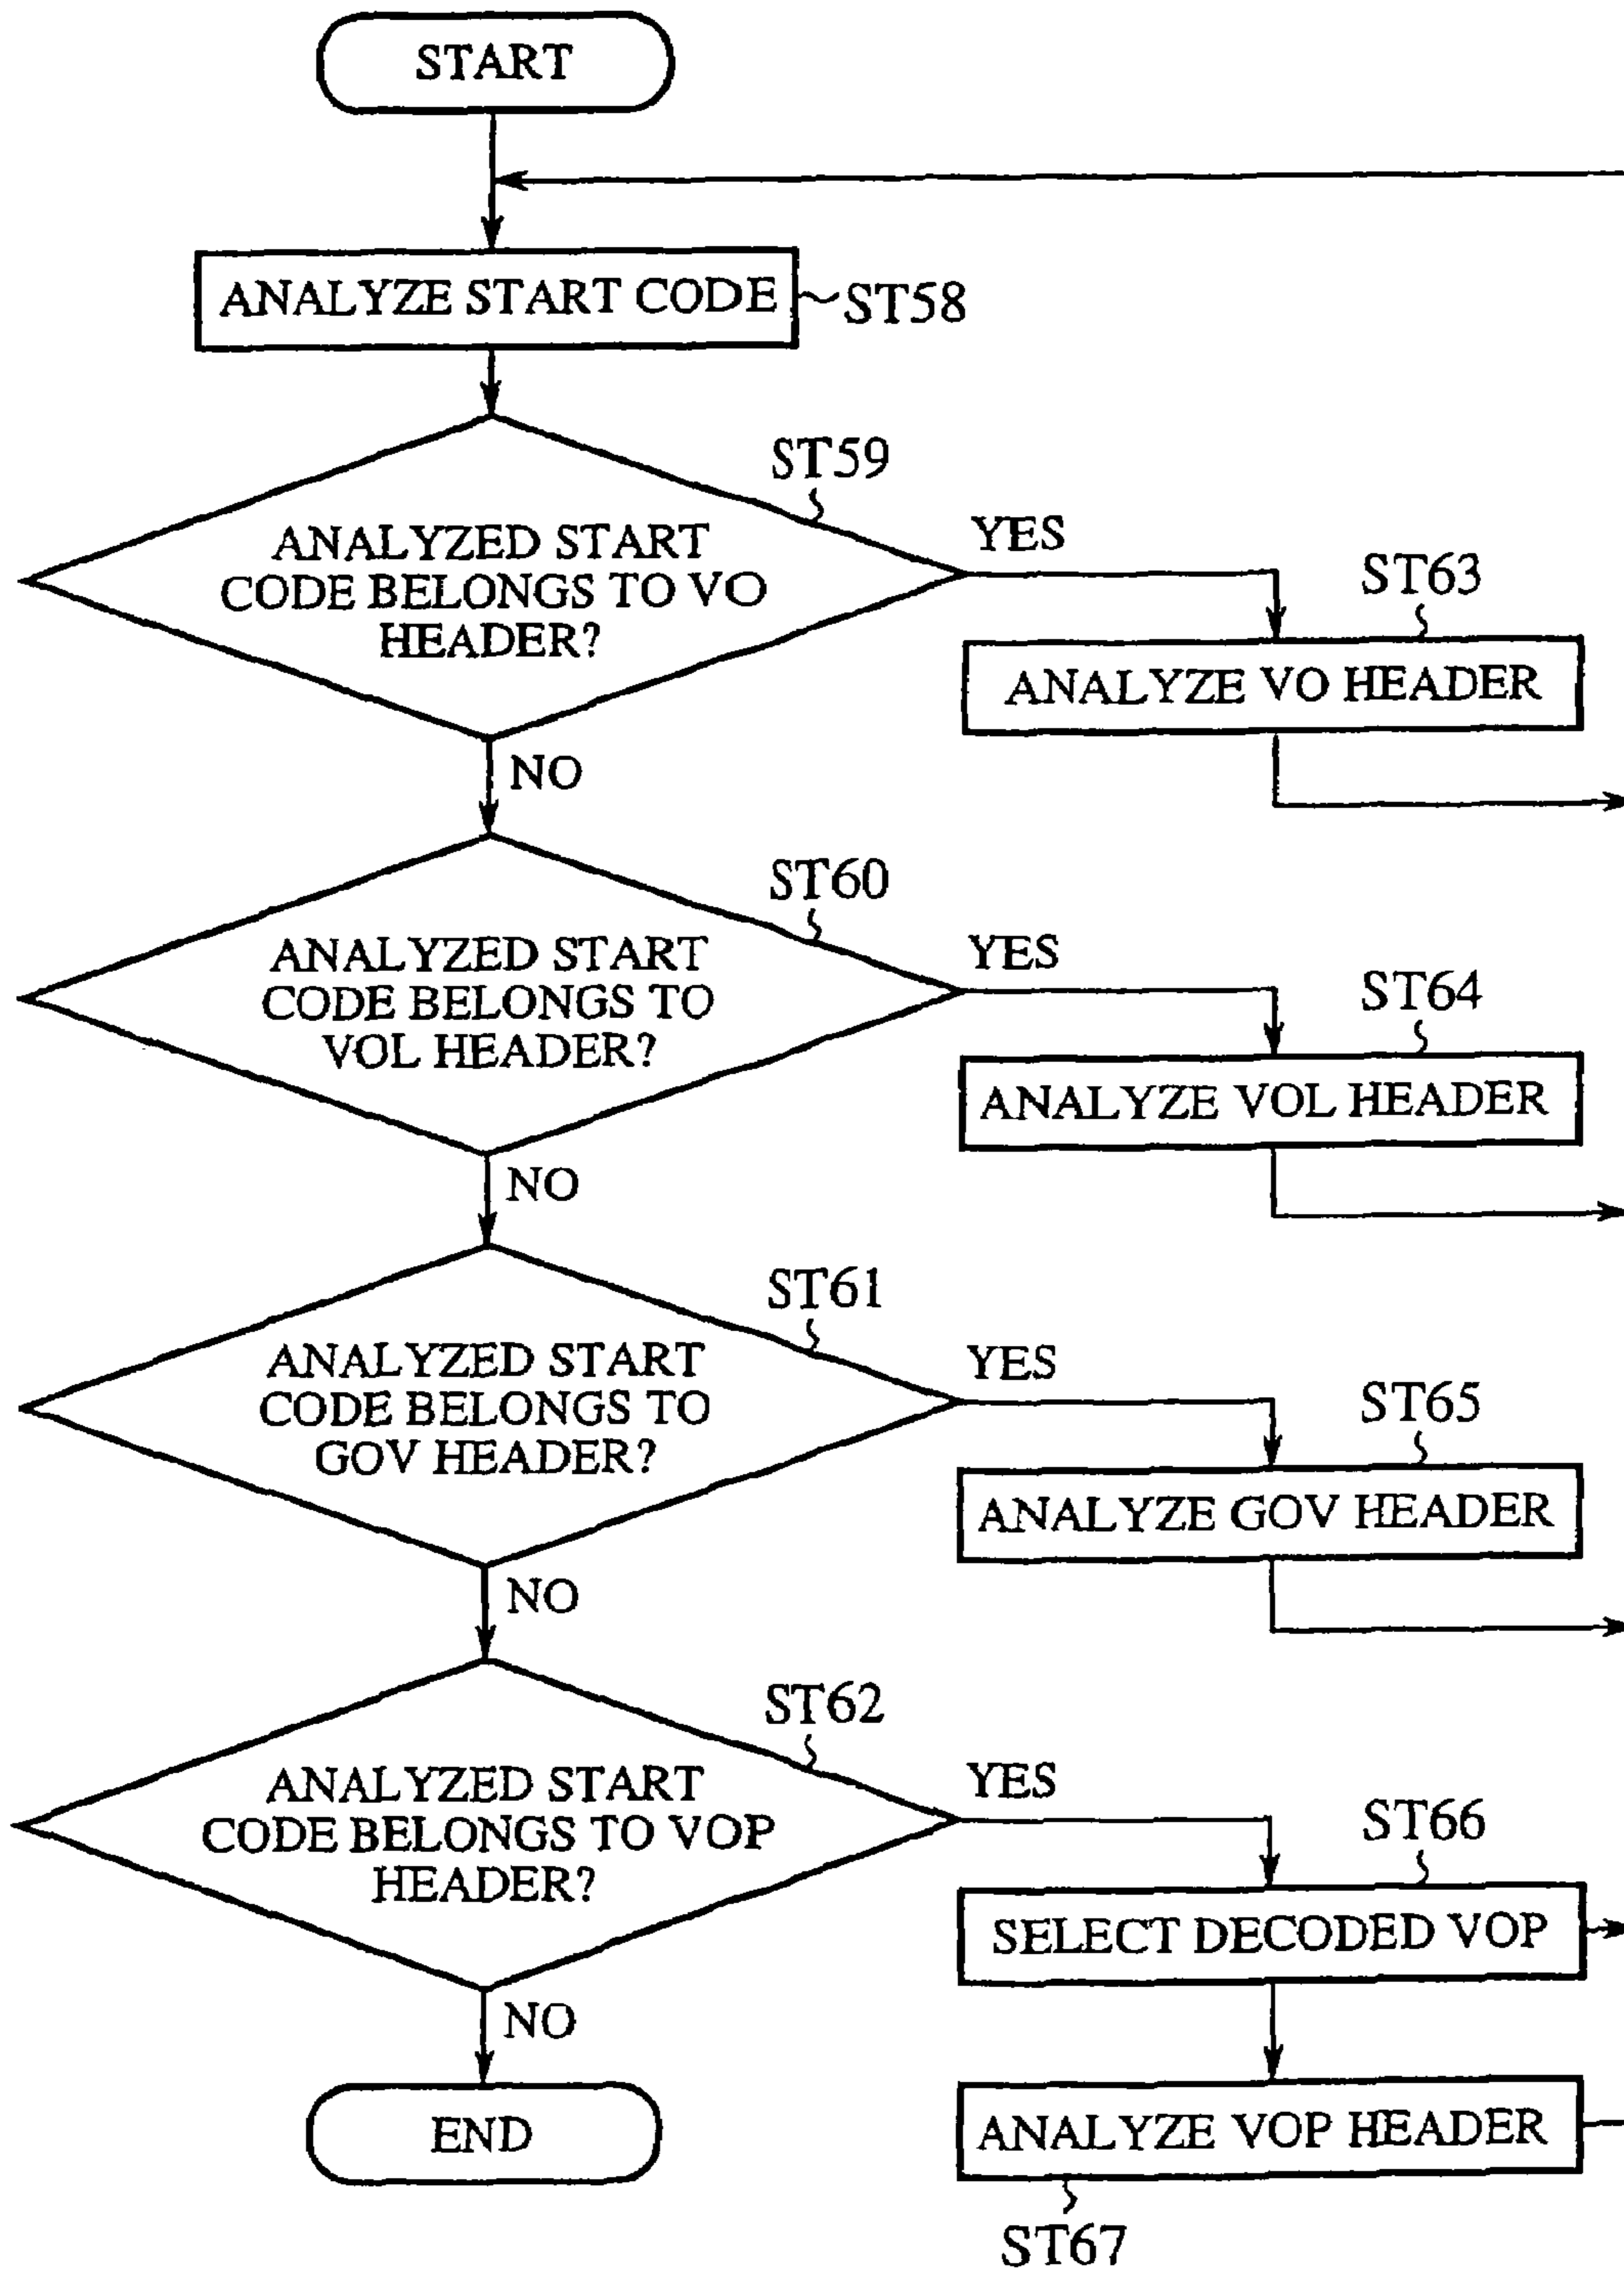 START
ANALYZE START CODE
ST58
ST59
ANALYZED START
CODE BELONGS TO VO
HEADER?
YES
NO
ST63
ANALYZE VO HEADER
ST60
ANALYZED START
CODE BELONGS TO
VOL HEADER?
YES
NO
ST64
ANALYZE VOL HEADER
ST61
ANALYZED START
CODE BELONGS TO
GOV HEADER?
YES
NO
ST65
ANALYZE GOV HEADER
ST62
ANALYZED START
CODE BELONGS TO VOP
HEADER?
YES
NO
ST66
SELECT DECODED VOP
END
ANALYZE VOP HEADER
ST67